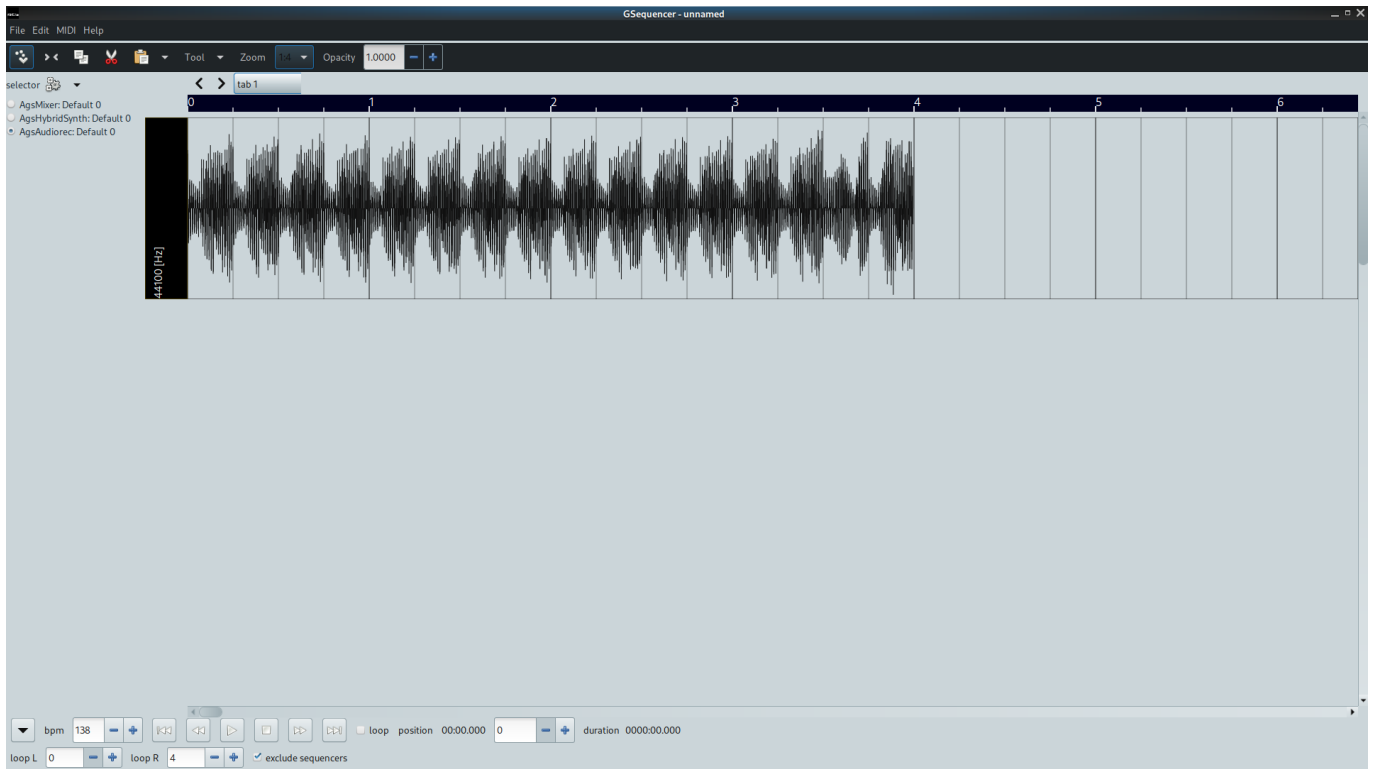 GSequencer - unnamed
File Edit MIDI Help
Tool Zoom 1:4 Opacity 1.0000
selector tab 1
AgsMixer: Default 0
AgsHybridSynth: Default 0
AgsAudiorec: Default 0
0 1 2 3 4 5 6
44100 [Hz]
bpm 138 loop position 00:00.000 0 duration 0000:00.000
loop L 0 loop R 4 exclude sequencers